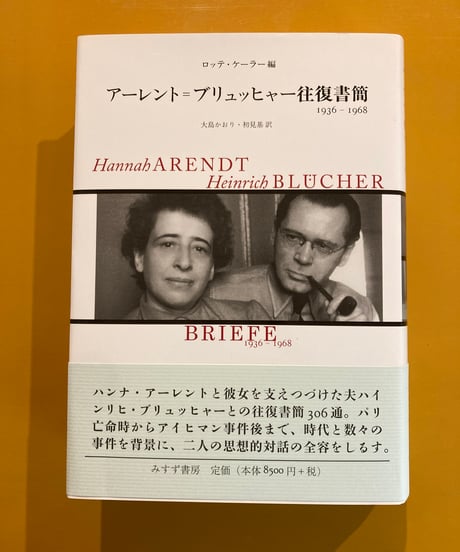 ロッテ・ケーラー編
アーレント=ブリュッヒャー往復書簡
1936–1968
大島かおり・初見基 訳
Hannah ARENDT
Heinrich BLÜCHER
BRIEFE
1936–1968
ハンナ・アーレントと彼女を支えつづけた夫ハイ
ンリヒ・ブリュッヒャーとの往復書簡306通。パリ
亡命時からアイヒマン事件後まで、時代と数々の
事件を背景に、二人の思想的対話の全容をしるす。
みすず書房 定価(本体8500円+税)